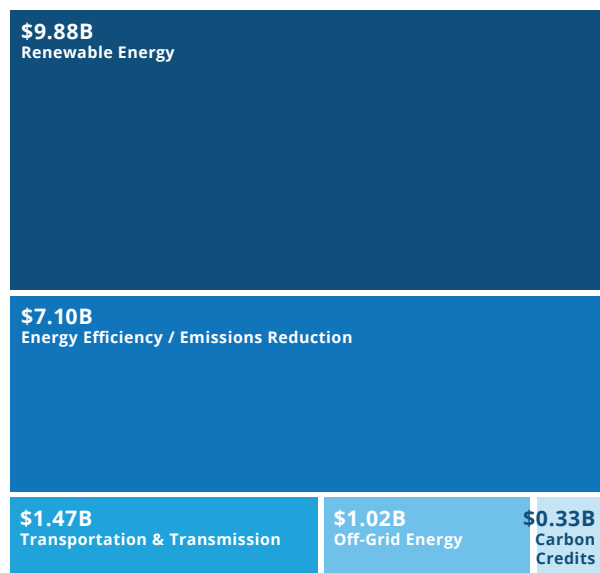 $9.88B
Renewable Energy
$7.10B
Energy Efficiency / Emissions Reduction
$1.47B
Transportation & Transmission
$1.02B
Off-Grid Energy
$0.33B
Carbon
Credits